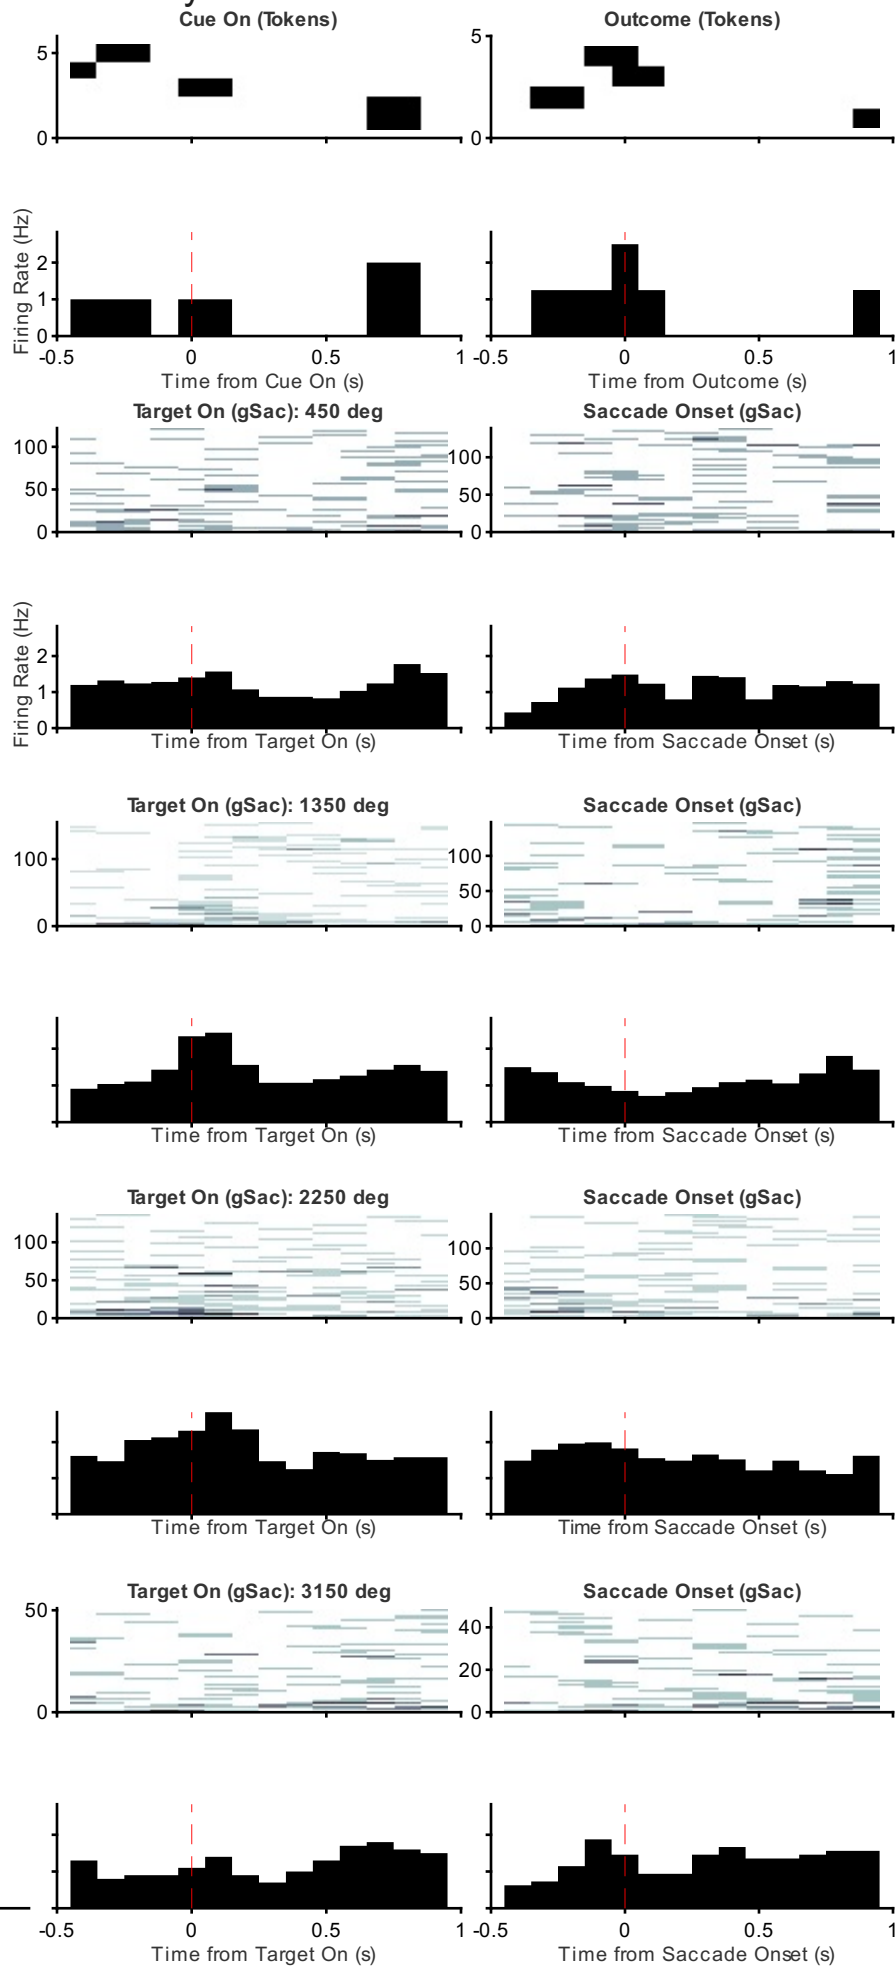 y
Cue On (Tokens) Outcome (Tokens)
5 5
0 0
Firing Rate (Hz)
2
1
0
-0.5 0 0.5 1 -0.5 0 0.5 1
Time from Cue On (s) Time from Outcome (s)
Target On (gSac): 450 deg Saccade Onset (gSac)
100 100
50 50
0 0
Firing Rate (Hz)
2
1
0
Time from Target On (s) Time from Saccade Onset (s)
Target On (gSac): 1350 deg Saccade Onset (gSac)
100 100
50
0 0
Time from Target On (s) Time from Saccade Onset (s)
Target On (gSac): 2250 deg Saccade Onset (gSac)
100 100
50 50
0 0
Time from Target On (s) Time from Saccade Onset (s)
Target On (gSac): 3150 deg Saccade Onset (gSac)
50 40
20
0 0
-0.5 0 0.5 1 -0.5 0 0.5 1
Time from Target On (s) Time from Saccade Onset (s)